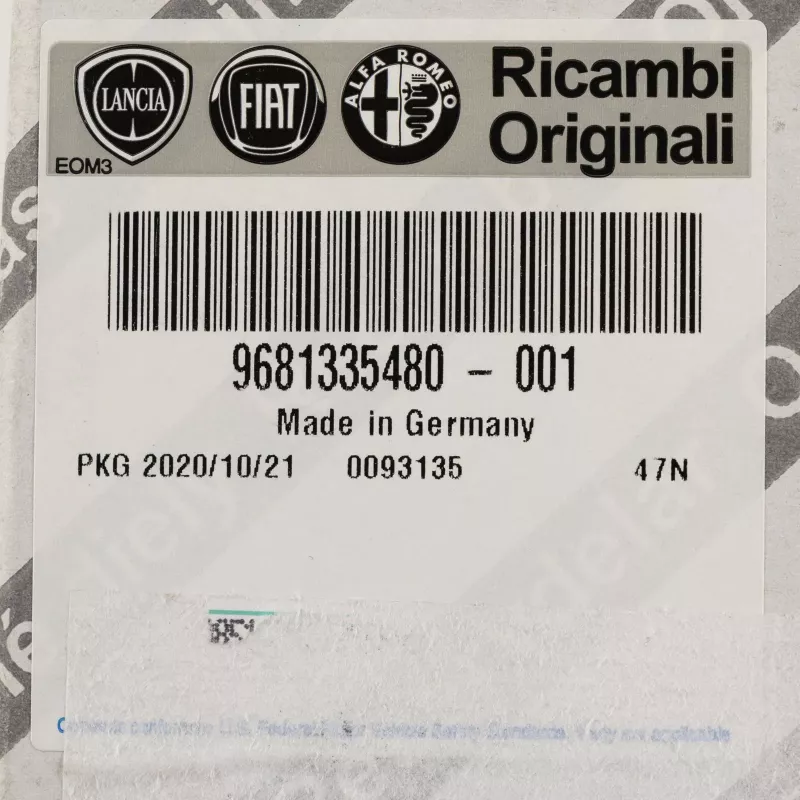 LANCIA FIAT ALFA ROMEO Ricambi
Originali
EOM3
9681335480 - 001
Made in Germany
PKG 2020/10/21 0093135 47N